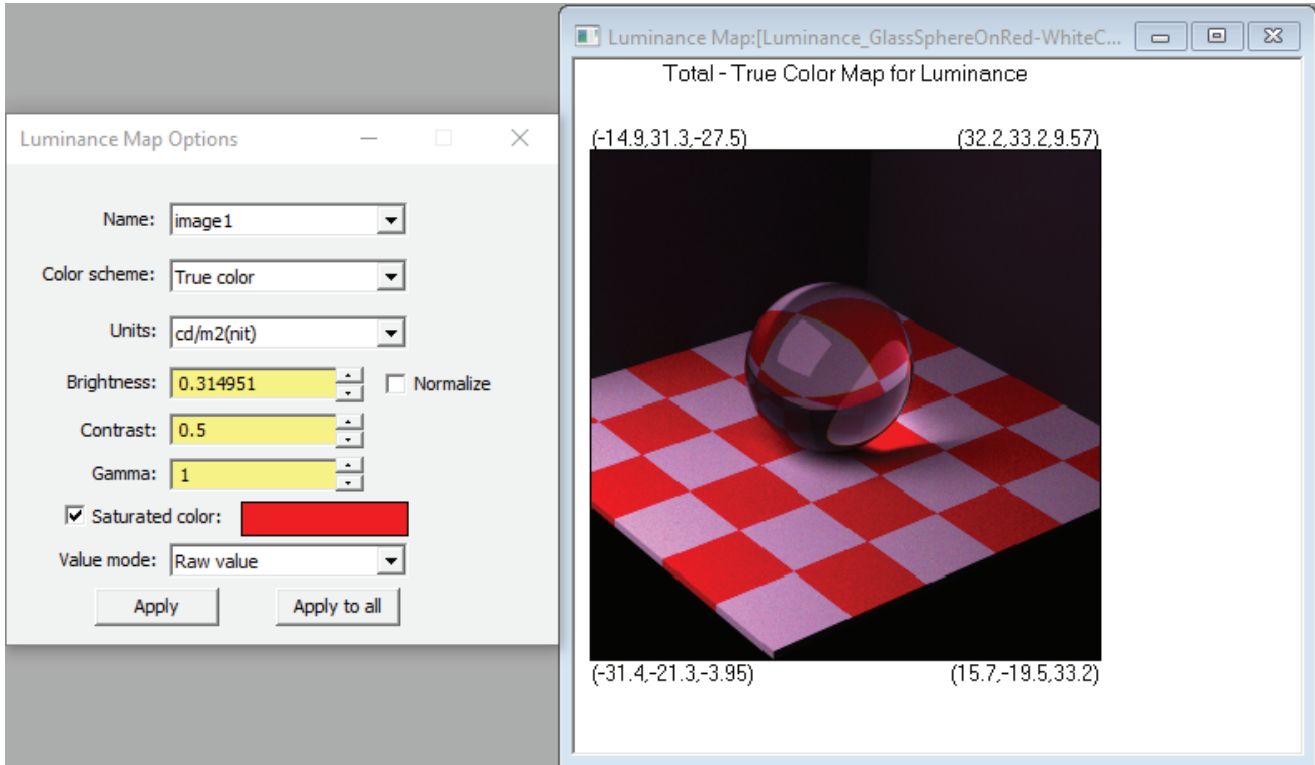 Luminance Map Options
Name: image1
Color scheme: True color
Units: cd/m2(nit)
Brightness: 0.314951 Normalize
Contrast: 0.5
Gamma: 1
Saturated color:
Value mode: Raw value
Apply Apply to all
Luminance Map:[Luminance_GlassSphereOnRed-WhiteC...
Total - True Color Map for Luminance
(-14.9,31.3,-27.5) (32.2,33.2,9.57)
(-31.4,-21.3,-3.95) (15.7,-19.5,33.2)